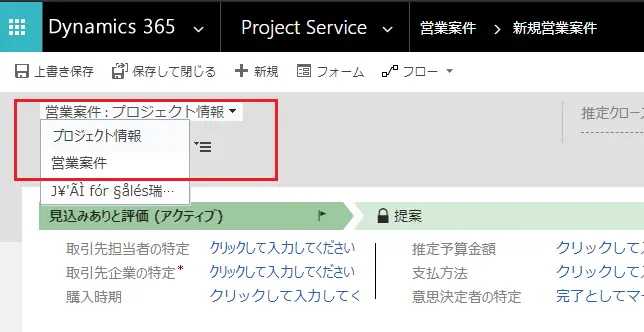 Dynamics 365 Project Service 営業案件 > 新規営業案件
上書き保存 保存して閉じる 新規 フォーム フロー
営業案件 : プロジェクト情報
推定クローズ
プロジェクト情報
営業案件
J¥'ÃÌ fór §ålés瑞…
見込みありと評価 (アクティブ) 提案
取引先担当者の特定 クリックして入力してください 推定予算金額 クリックして入
取引先企業の特定* クリックして入力してください 支払方法 クリックして入
購入時期 クリックして入力してく 意思決定者の特定 完了としてマー